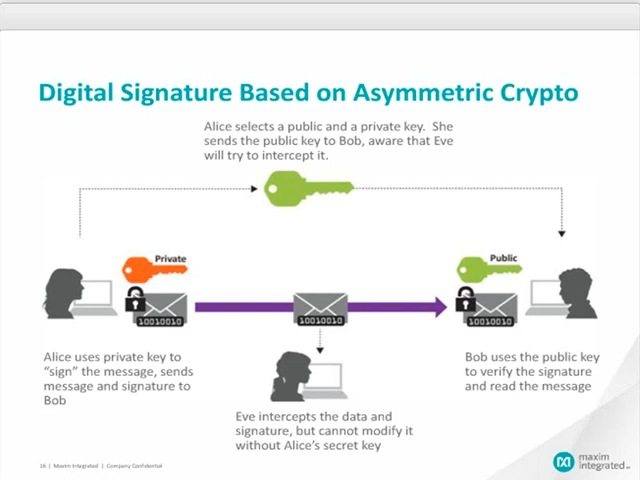 Digital Signature Based on Asymmetric Crypto
Alice selects a public and a private key. She
sends the public key to Bob, aware that Eve
will try to intercept it.
Private
Public
10010010
10010010
10010010
Alice uses private key to
“sign” the message, sends
message and signature to
Bob
Bob uses the public key
to verify the signature
and read the message
Eve intercepts the data and
signature, but cannot modify it
without Alice’s secret key
26 | Maxim Integrated | Company Confidential
maxim
integrated™